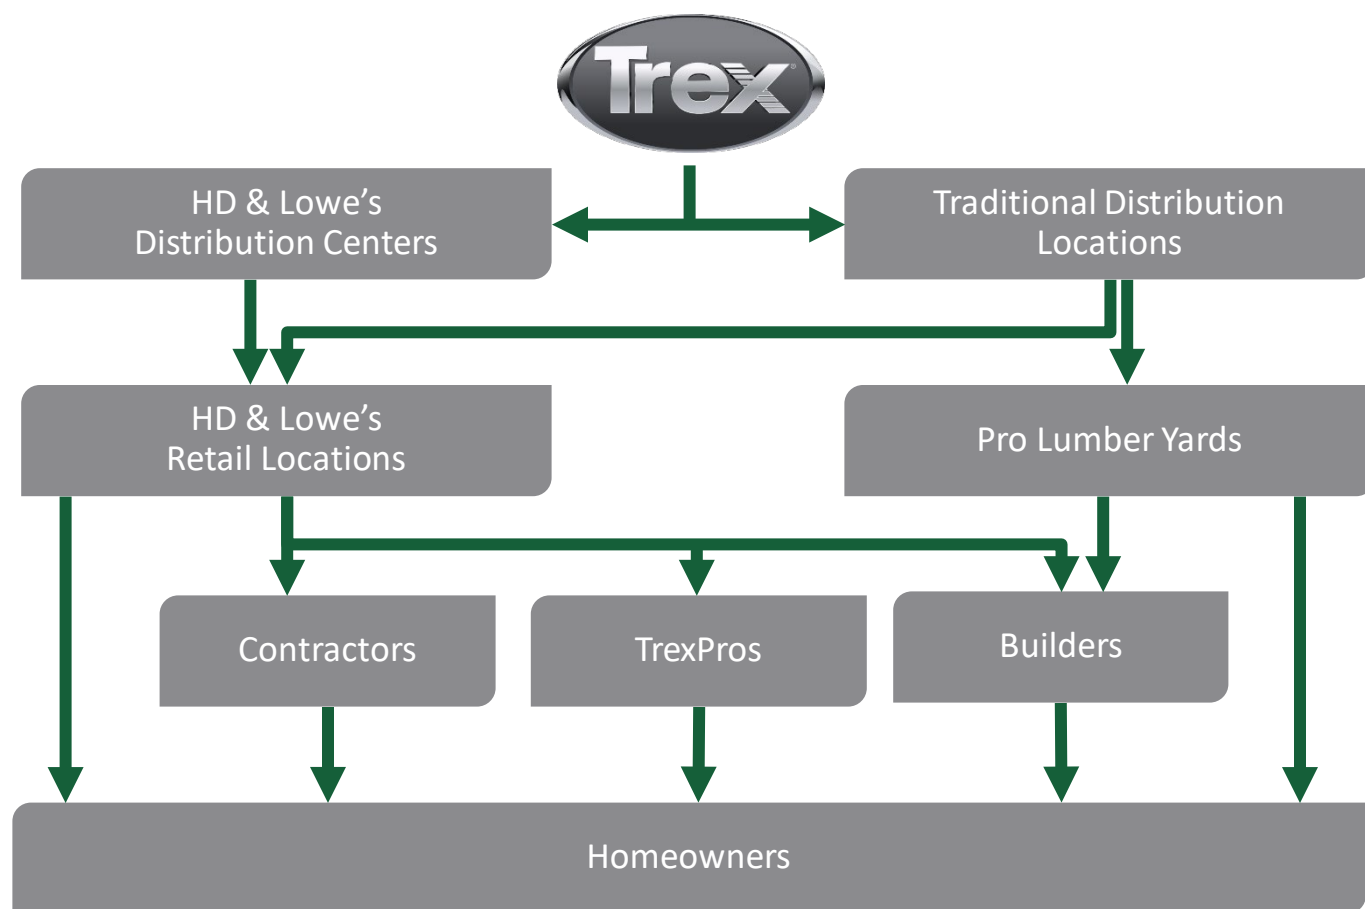 Trex
HD & Lowe’s
Distribution Centers
Traditional Distribution
Locations
HD & Lowe’s
Retail Locations
Pro Lumber Yards
Contractors
TrexPros
Builders
Homeowners